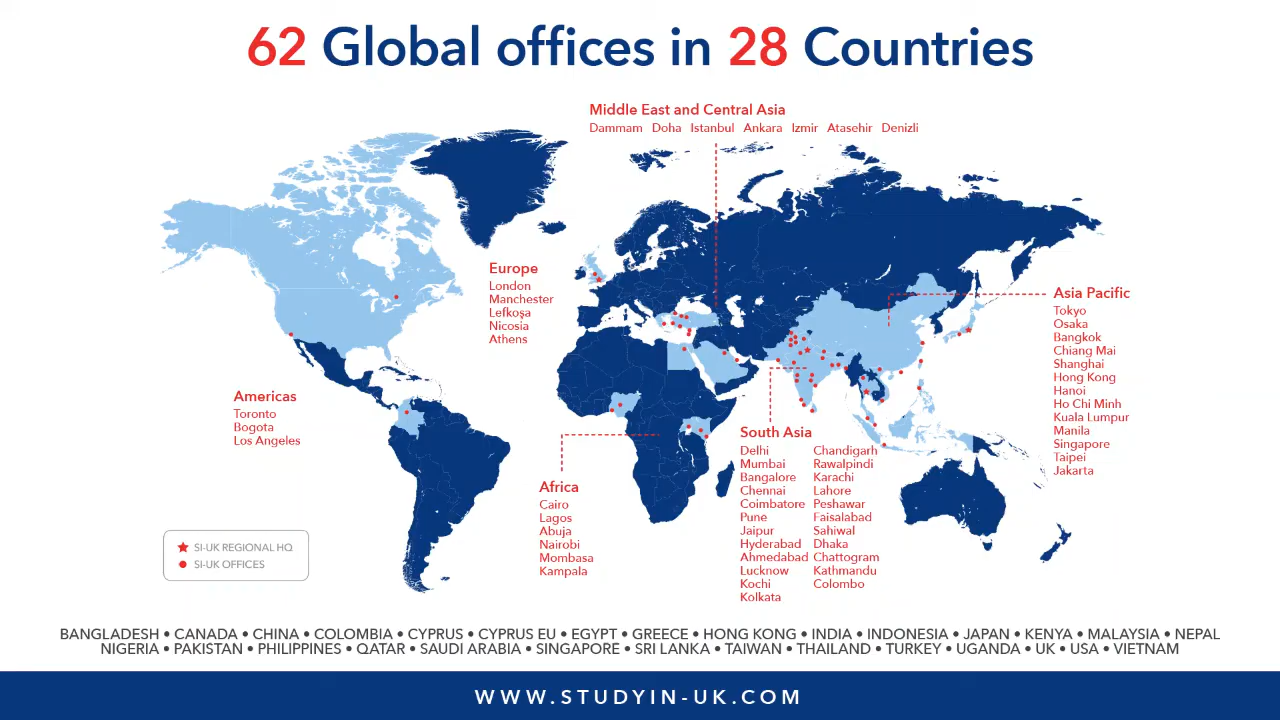 62 Global offices in 28 Countries
Middle East and Central Asia
Dammam Doha Istanbul Ankara Izmir Atasehir Denizli
Europe
London
Manchester
Lefkoşa
Nicosia
Athens
Asia Pacific
Tokyo
Osaka
Bangkok
Chiang Mai
Shanghai
Hong Kong
Hanoi
Ho Chi Minh
Kuala Lumpur
Manila
Singapore
Taipei
Jakarta
Americas
Toronto
Bogota
Los Angeles
South Asia
Delhi
Mumbai
Bangalore
Chennai
Coimbatore
Pune
Jaipur
Hyderabad
Ahmedabad
Lucknow
Kochi
Kolkata
Chandigarh
Rawalpindi
Karachi
Lahore
Peshawar
Faisalabad
Sahiwal
Dhaka
Chattogram
Kathmandu
Colombo
Africa
Cairo
Lagos
Abuja
Nairobi
Mombasa
Kampala
SI-UK REGIONAL HQ
SI-UK OFFICES
BANGLADESH • CANADA • CHINA • COLOMBIA • CYPRUS • CYPRUS EU • EGYPT • GREECE • HONG KONG • INDIA • INDONESIA • JAPAN • KENYA • MALAYSIA • NEPAL
NIGERIA • PAKISTAN • PHILIPPINES • QATAR • SAUDI ARABIA • SINGAPORE • SRI LANKA • TAIWAN • THAILAND • TURKEY • UGANDA • UK • USA • VIETNAM
WWW.STUDYIN-UK.COM